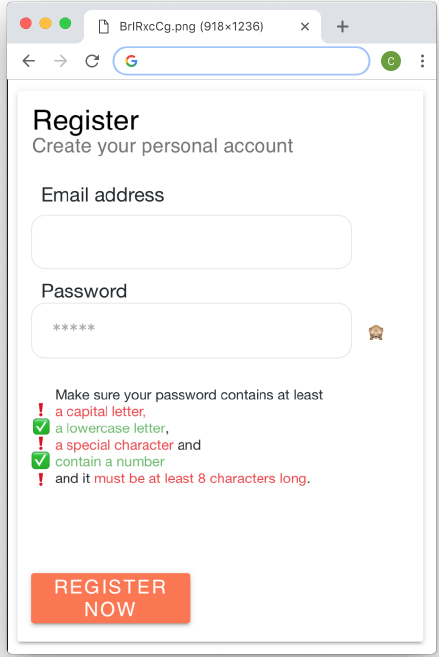 BrIRxcCg.png (918×1236)
C
Register
Create your personal account
Email address
Password
*****
Make sure your password contains at least
a capital letter,
a lowercase letter,
a special character and
contain a number
and it must be at least 8 characters long.
REGISTER
NOW